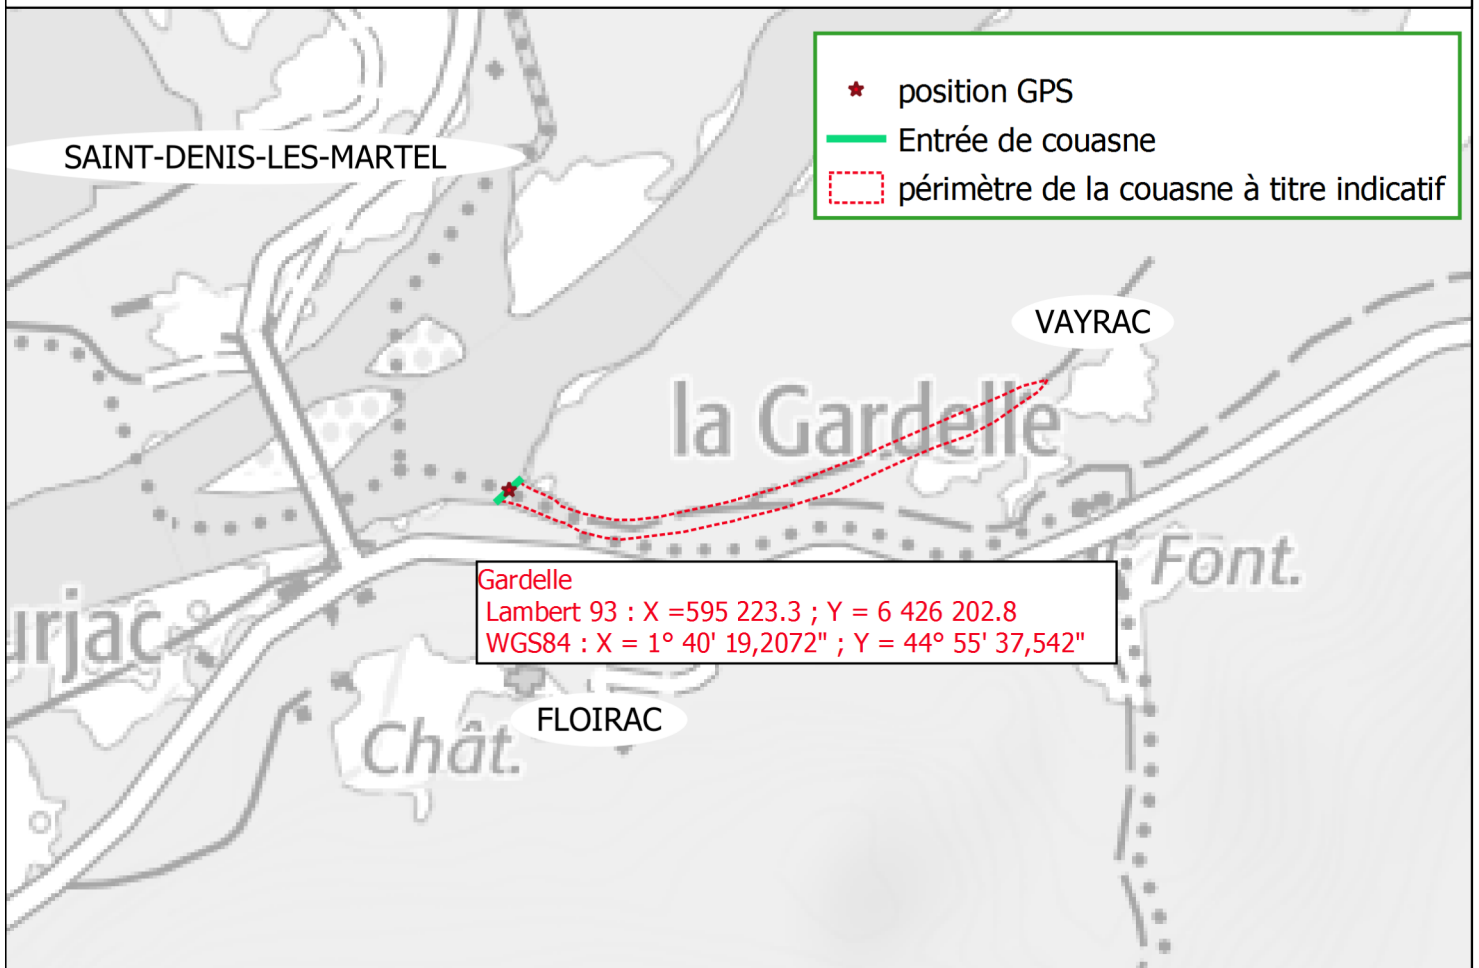 position GPS
Entrée de couasne
périmètre de la couasne à titre indicatif
SAINT-DENIS-LES-MARTEL
VAYRAC
la Gardelle
Font.
Gardelle
Lambert 93 : X =595 223.3 ; Y = 6 426 202.8
WGS84 : X = 1° 40' 19,2072" ; Y = 44° 55' 37,542"
urjac
FLOIRAC
Chât.